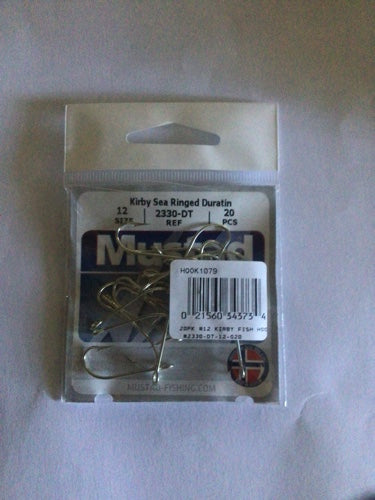 Kirby Sea Ringed Duratin
12 SIZE
2330-DT REF
20 PCS
Mustad
HOOK1079
0 21560 34373 4
20PK #12 KIRBY FISH HOO
#2330-DT-12-020
MUSTAD-FISHING.COM